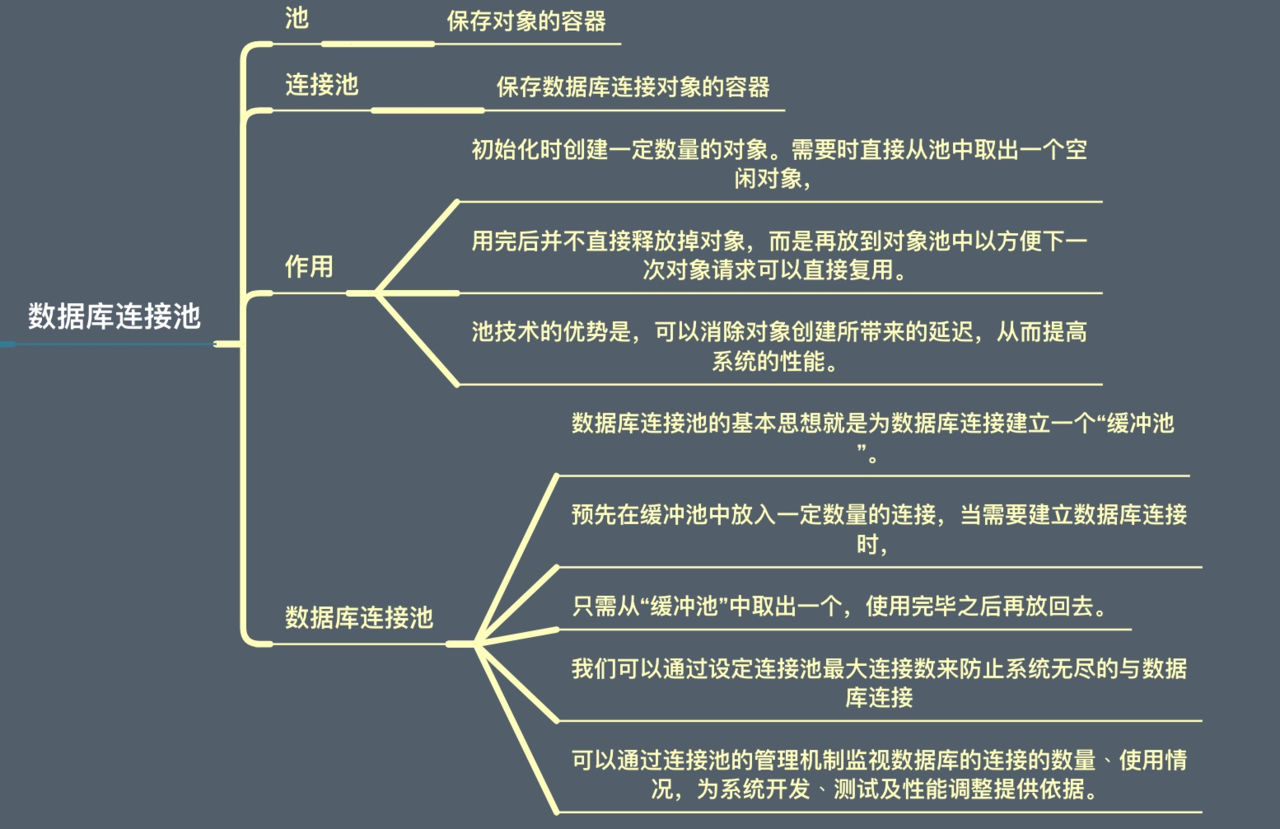 池
保存对象的容器
连接池
保存数据库连接对象的容器
初始化时创建一定数量的对象。需要时直接从池中取出一个空
闲对象，
用完后并不直接释放掉对象，而是再放到对象池中以方便下一
次对象请求可以直接复用。
作用
池技术的优势是，可以消除对象创建所带来的延迟，从而提高
系统的性能。
数据库连接池
数据库连接池的基本思想就是为数据库连接建立一个“缓冲池
”。
预先在缓冲池中放入一定数量的连接，当需要建立数据库连接
时，
只需从“缓冲池”中取出一个，使用完毕之后再放回去。
数据库连接池
我们可以通过设定连接池最大连接数来防止系统无尽的与数据
库连接
可以通过连接池的管理机制监视数据库的连接的数量﹑使用情
况，为系统开发﹑测试及性能调整提供依据。